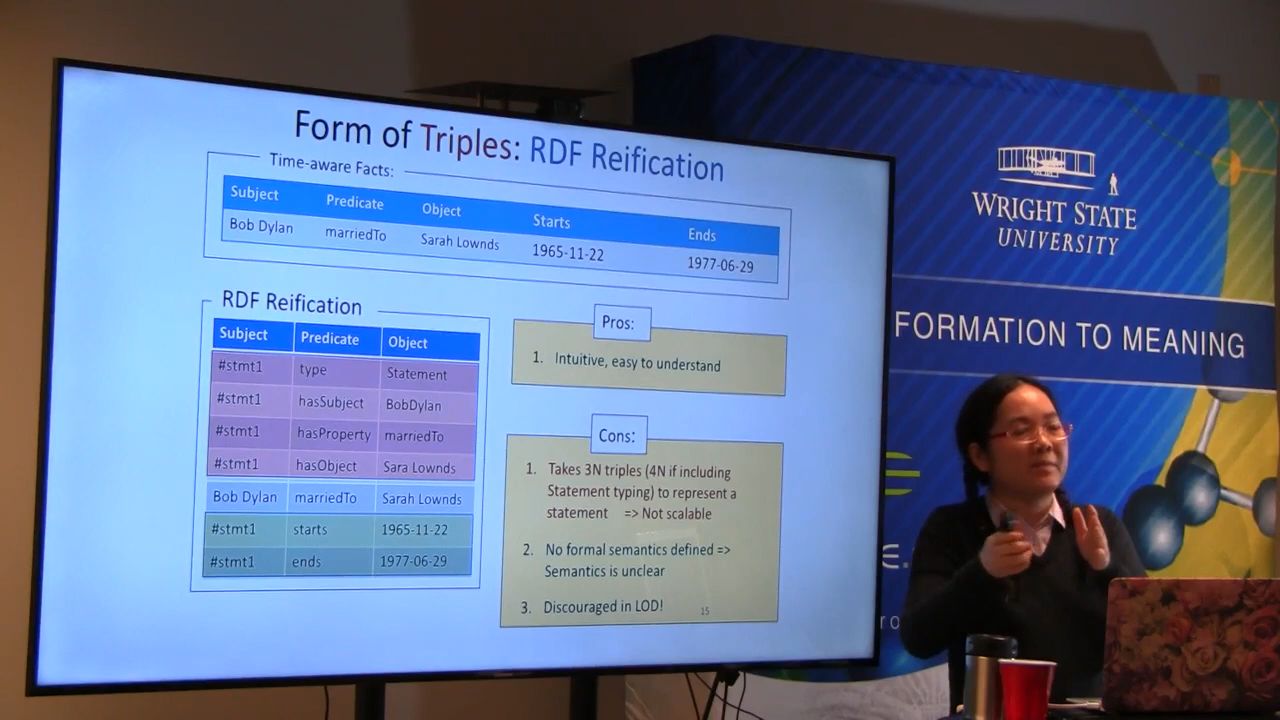 Form of Triples: RDF Reification
Time-aware Facts:
Subject Predicate Object Starts Ends
Bob Dylan marriedTo Sarah Lownds 1965-11-22 1977-06-29
RDF Reification
Subject Predicate Object
#stmt1 type Statement
#stmt1 hasSubject BobDylan
#stmt1 hasProperty marriedTo
#stmt1 hasObject Sara Lownds
Bob Dylan marriedTo Sarah Lownds
#stmt1 starts 1965-11-22
#stmt1 ends 1977-06-29
Pros:
1. Intuitive, easy to understand
Cons:
1. Takes 3N triples (4N if including
Statement typing) to represent a
statement => Not scalable
2. No formal semantics defined =>
Semantics is unclear
3. Discouraged in LOD!
15
WRIGHT STATE
UNIVERSITY
FORMATION TO MEANING